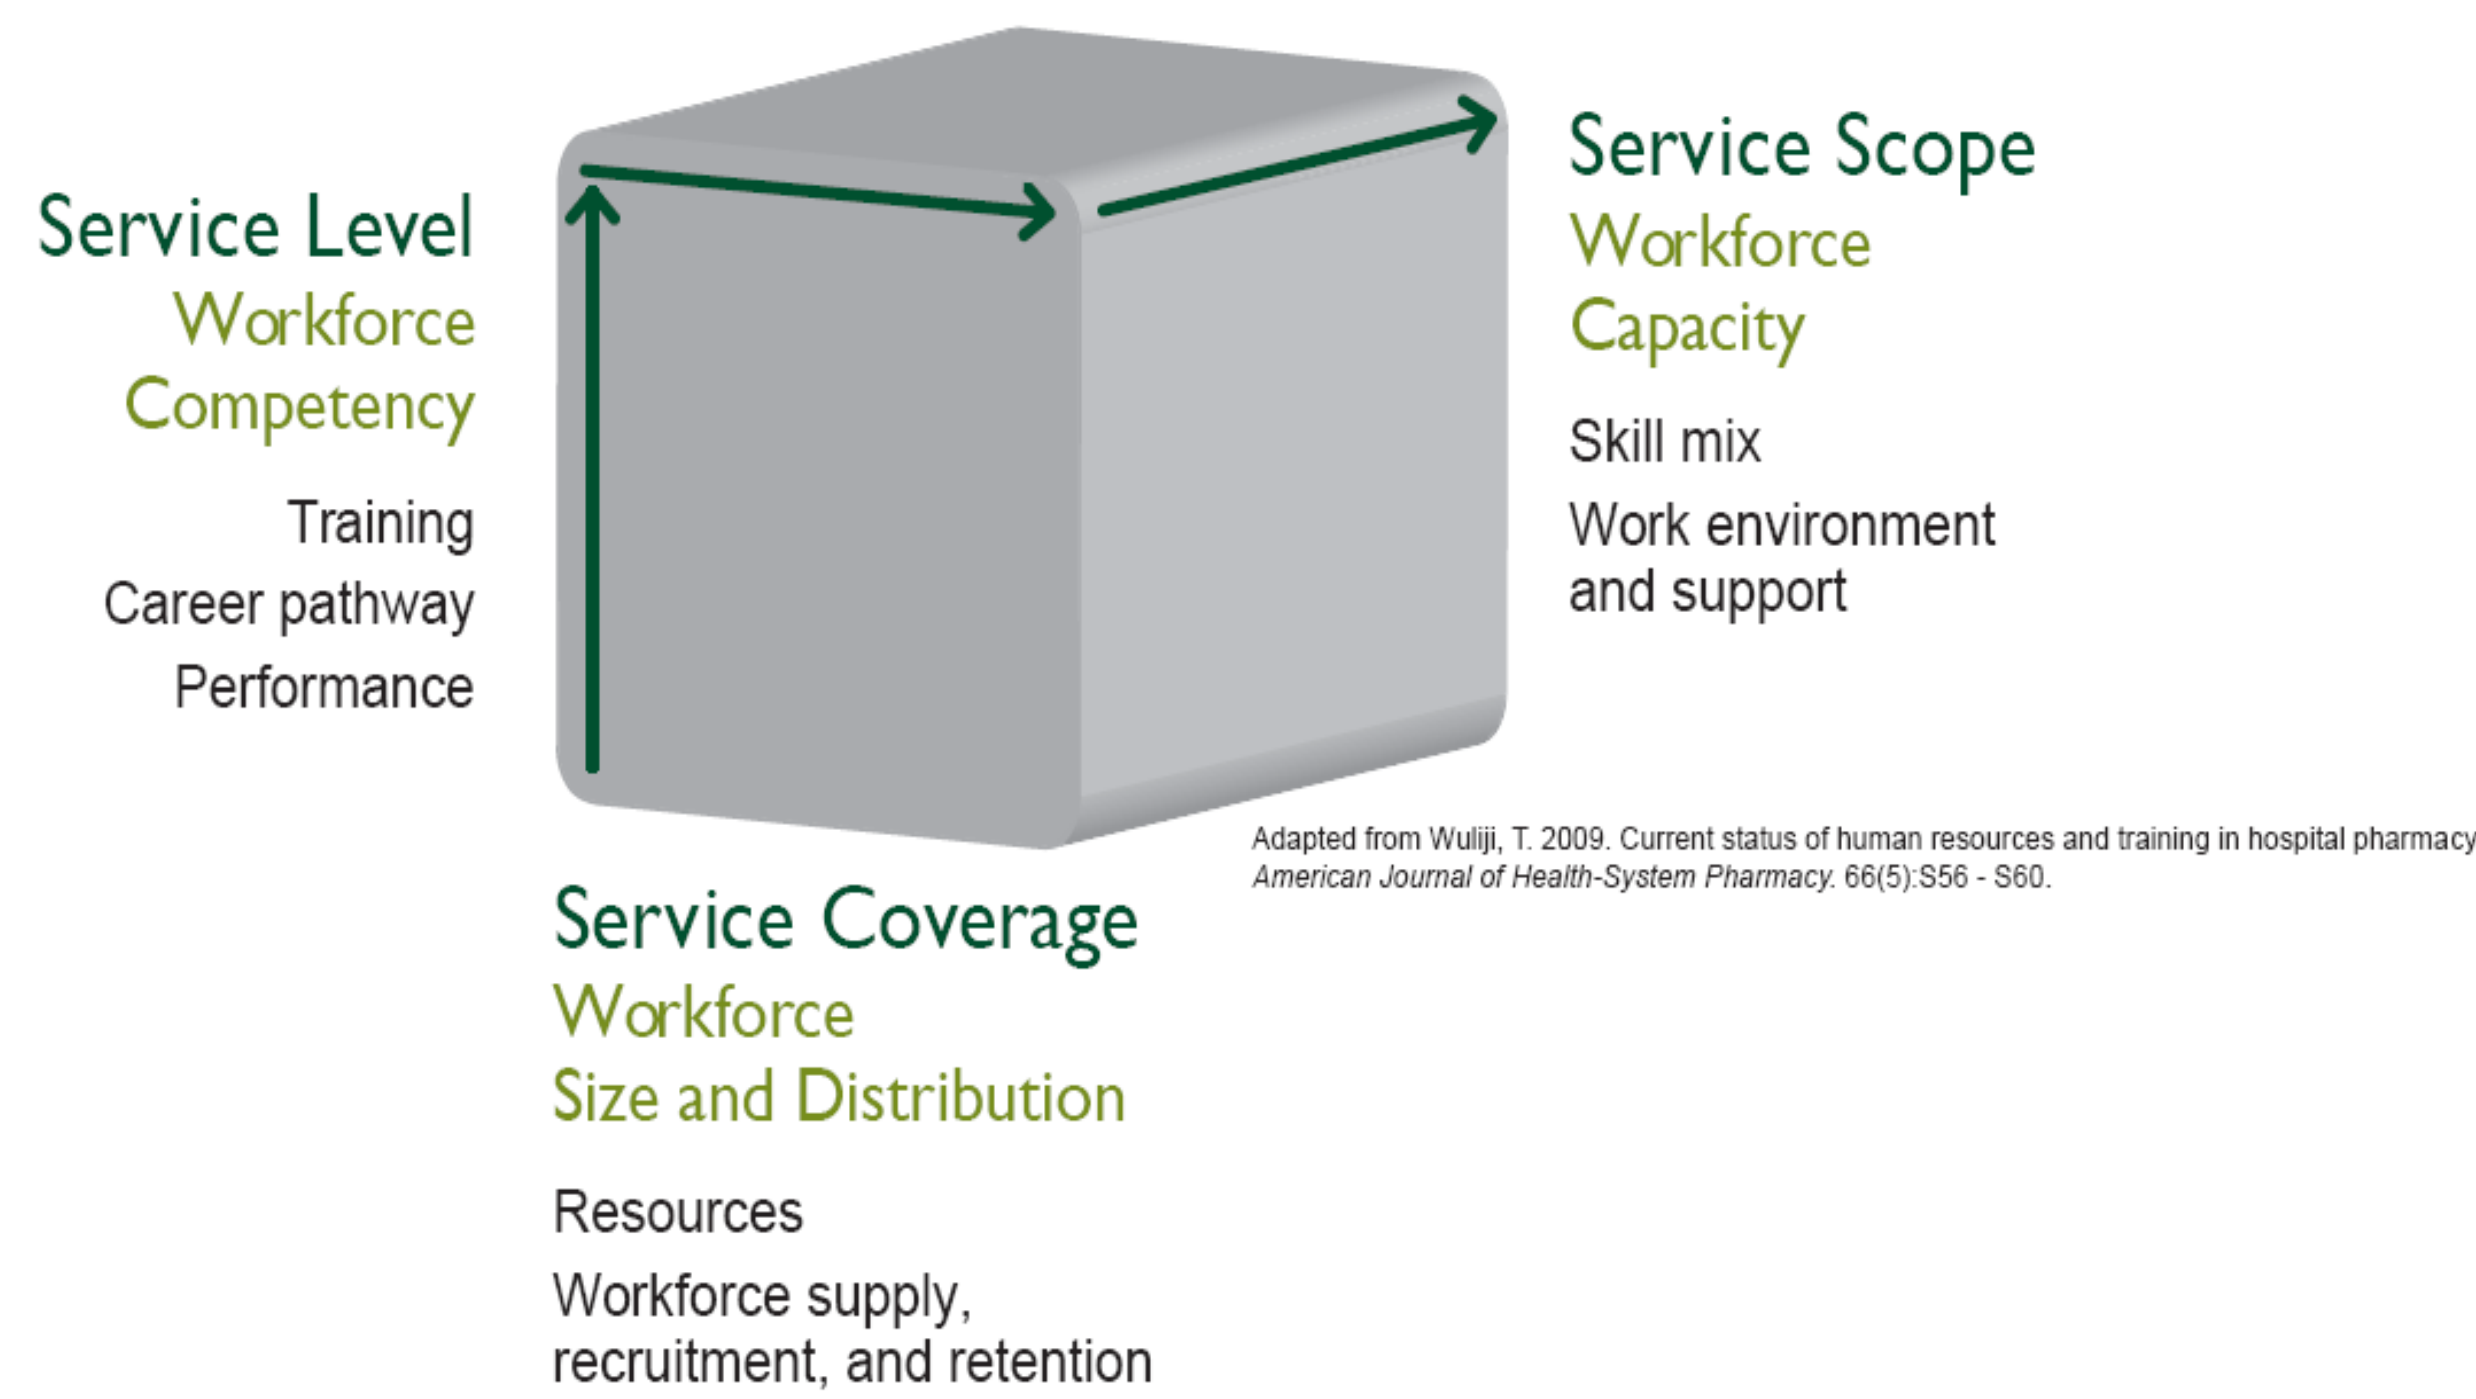 Service Level
Workforce
Competency
Training
Career pathway
Performance
Service Scope
Workforce
Capacity
Skill mix
Work environment
and support
Adapted from Wuliji, T. 2009. Current status of human resources and training in hospital pharmacy
American Journal of Health-System Pharmacy. 66(5):S56 - S60.
Service Coverage
Workforce
Size and Distribution
Resources
Workforce supply,
recruitment, and retention